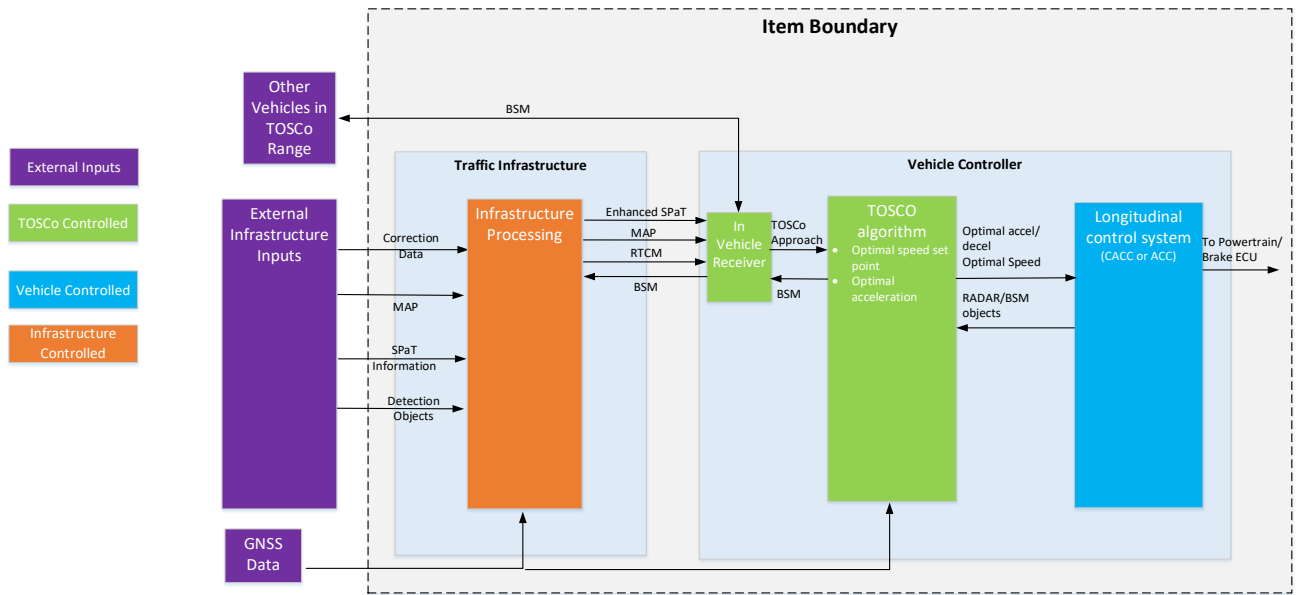 Item Boundary
Other
Vehicles in
TOSCo
Range
BSM
External Inputs
TOSCo Controlled
Vehicle Controlled
Infrastructure
Controlled
External
Infrastructure
Inputs
GNSS
Data
Traffic Infrastructure
Correction
Data
MAP
SPaT
Information
Detection
Objects
Infrastructure
Processing
Enhanced SPaT
MAP
RTCM
BSM
Vehicle Controller
In
Vehicle
Receiver
TOSCo
Approach
BSM
TOSCO
algorithm
• Optimal speed set
point
• Optimal
acceleration
Optimal accel/
decel
Optimal Speed
RADAR/BSM
objects
Longitudinal
control system
(CACC or ACC)
To Powertrain/
Brake ECU